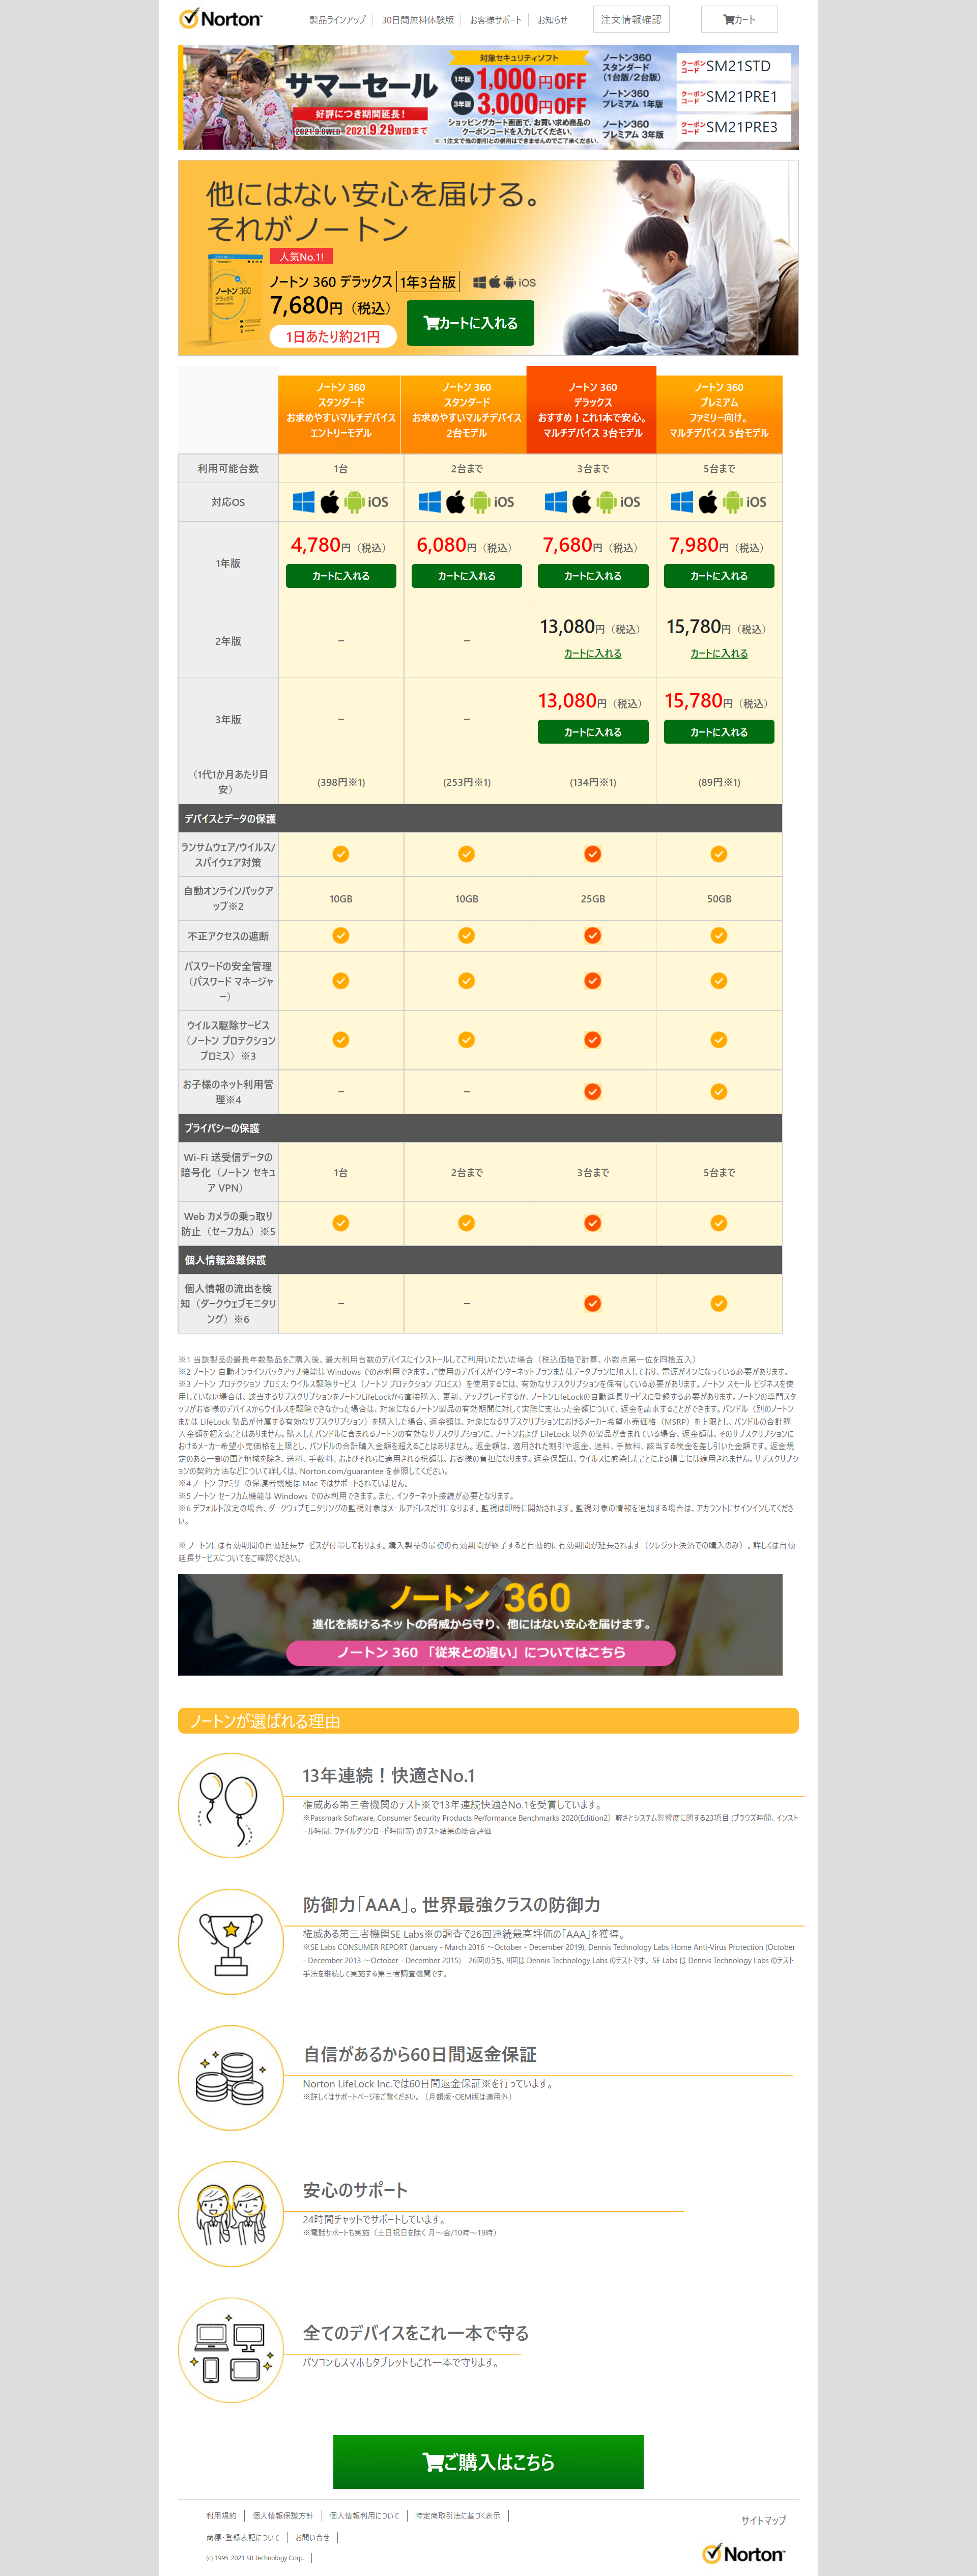 Norton
製品ラインアップ 30日間無料体験版 お客様サポート お知らせ 注文情報確認 カート
サマーセール
好評につき期間延長！
2021.9.8WED-2021.9.29WEDまで
対象セキュリティソフト
1年版 1,000円OFF
3年版 3,000円OFF
ショッピングカート画面で、お買い求め商品の
クーポンコードを入力してください。
※ 1注文で他の割引との併用はできませんのでご了承ください。
ノートン360
スタンダード
（1台版/2台版）
クーポンコード SM21STD
ノートン360
プレミアム 1年版
クーポンコード SM21PRE1
ノートン360
プレミアム 3年版
クーポンコード SM21PRE3
他にはない安心を届ける。
それがノートン
人気No.1!
ノートン 360 デラックス 1年3台版 iOS
7,680円（税込）
1日あたり約21円
カートに入れる
ノートン 360
デラックス
ノートン 360
スタンダード
お求めやすいマルチデバイス
エントリーモデル
ノートン 360
スタンダード
お求めやすいマルチデバイス
2台モデル
ノートン 360
デラックス
おすすめ！これ1本で安心。
マルチデバイス 3台モデル
ノートン 360
プレミアム
ファミリー向け。
マルチデバイス 5台モデル
利用可能台数 1台 2台まで 3台まで 5台まで
対応OS iOS iOS iOS iOS
1年版 4,780円（税込） 6,080円（税込） 7,680円（税込） 7,980円（税込）
カートに入れる カートに入れる カートに入れる カートに入れる
2年版 – – 13,080円（税込） 15,780円（税込）
カートに入れる カートに入れる
3年版 – – 13,080円（税込） 15,780円（税込）
カートに入れる カートに入れる
（1代1か月あたり目
安） (398円※1) (253円※1) (134円※1) (89円※1)
デバイスとデータの保護
ランサムウェア/ウイルス/
スパイウェア対策
自動オンラインバックア
ップ※2 10GB 10GB 25GB 50GB
不正アクセスの遮断
パスワードの安全管理
（パスワード マネージャ
ー）
ウイルス駆除サービス
（ノートン プロテクション
プロミス）※3
お子様のネット利用管
理※4 – –
プライバシーの保護
Wi-Fi 送受信データの
暗号化（ノートン セキュ
ア VPN） 1台 2台まで 3台まで 5台まで
Web カメラの乗っ取り
防止（セーフカム）※5
個人情報盗難保護
個人情報の流出を検
知（ダークウェブモニタリ
ング）※6 – –
※1 当該製品の最長年数製品をご購入後、最大利用台数のデバイスにインストールしてご利用いただいた場合（税込価格で計算、小数点第一位を四捨五入）
※2 ノートン 自動オンラインバックアップ機能は Windows でのみ利用できます。ご使用のデバイスがインターネットプランまたはデータプランに加入しており、電源がオンになっている必要があります。
※3 ノートン プロテクション プロミス: ウイルス駆除サービス（ノートン プロテクション プロミス）を使用するには、有効なサブスクリプションを保有している必要があります。ノートン スモール ビジネスを使
用していない場合は、該当するサブスクリプションをノートンLifeLockから直接購入、更新、アップグレードするか、ノートンLifeLockの自動延長サービスに登録する必要があります。ノートンの専門スタ
ッフがお客様のデバイスからウイルスを駆除できなかった場合は、対象になるノートン製品の有効期間に対して実際に支払った金額について、返金を請求することができます。バンドル（別のノートン
または LifeLock 製品が付属する有効なサブスクリプション）を購入した場合、返金額は、対象になるサブスクリプションにおけるメーカー希望小売価格（MSRP）を上限とし、バンドルの合計購
入金額を超えることはありません。購入したバンドルに含まれるノートンの有効なサブスクリプションに、ノートンおよび LifeLock 以外の製品が含まれている場合、返金額は、そのサブスクリプションに
おけるメーカー希望小売価格を上限とし、バンドルの合計購入金額を超えることはありません。返金額は、適用された割引や返金、送料、手数料、該当する税金を差し引いた金額です。返金規
定のある一部の国と地域を除き、送料、手数料、およびそれらに適用される税額は、お客様の負担になります。返金保証は、ウイルスに感染したことによる損害には適用されません。サブスクリプシ
ョンの契約方法などについて詳しくは、Norton.com/guarantee を参照してください。
※4 ノートン ファミリーの保護者機能は Mac ではサポートされていません。
※5 ノートン セーフカム機能は Windows でのみ利用できます。また、インターネット接続が必要となります。
※6 デフォルト設定の場合、ダークウェブモニタリングの監視対象はメールアドレスだけになります。監視は即時に開始されます。監視対象の情報を追加する場合は、アカウントにサインインしてくださ
い。
※ ノートンには有効期間の自動延長サービスが付帯しております。購入製品の最初の有効期間が終了すると自動的に有効期間が延長されます（クレジット決済での購入のみ）。詳しくは自動
延長サービスについてをご確認ください。
ノートン 360
進化を続けるネットの脅威から守り、他にはない安心を届けます。
ノートン 360 「従来との違い」についてはこちら
ノートンが選ばれる理由
13年連続！快適さNo.1
権威ある第三者機関のテスト※で13年連続快適さNo.1を受賞しています。
※Passmark Software, Consumer Security Products Performance Benchmarks 2020(Edition2）軽さとシステム影響度に関する23項目 (ブラウズ時間、インスト
ール時間、ファイルダウンロード時間等) のテスト結果の総合評価
防御力「AAA」。世界最強クラスの防御力
権威ある第三者機関SE Labs※の調査で26回連続最高評価の「AAA」を獲得。
※SE Labs CONSUMER REPORT (January - March 2016 ～October - December 2019), Dennis Technology Labs Home Anti-Virus Protection (October
- December 2013 ～October - December 2015) 26回のうち、9回は Dennis Technology Labs のテストです。 SE Labs は Dennis Technology Labs のテスト
手法を継続して実施する第三者調査機関です。
自信があるから60日間返金保証
Norton LifeLock Inc.では60日間返金保証※を行っています。
※詳しくはサポートページをご覧ください。（月額版・OEM版は適用外）
安心のサポート
24時間チャットでサポートしています。
※電話サポートも実施（土日祝日を除く 月～金/10時～19時）
全てのデバイスをこれ一本で守る
パソコンもスマホもタブレットもこれ一本で守ります。
ご購入はこちら
利用規約 個人情報保護方針 個人情報利用について 特定商取引法に基づく表示
サイトマップ
商標・登録表記について お問い合せ
(c) 1995-2021 SB Technology Corp.
Norton